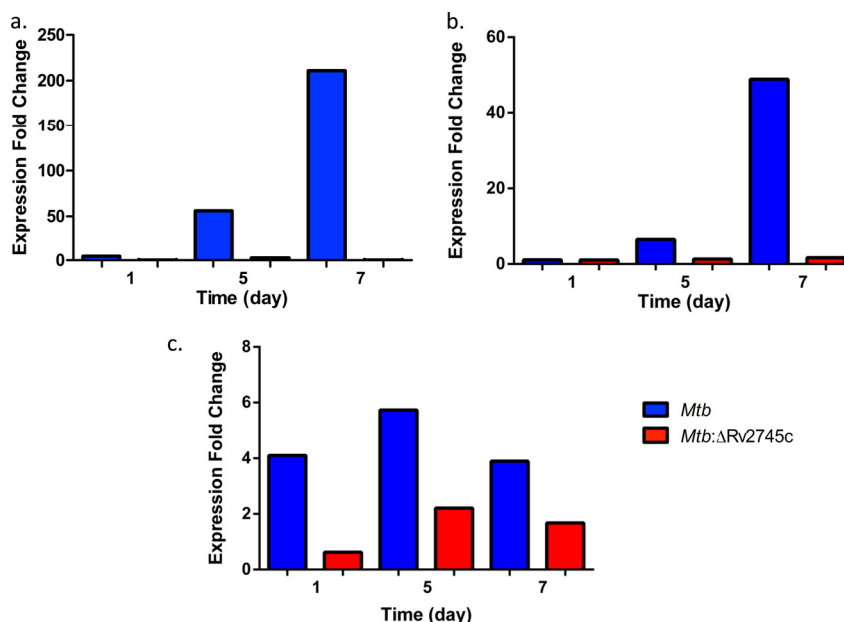 a.
Expression Fold Change
250
200
150
100
50
0
1 5 7
Time (day)
b.
Expression Fold Change
60
40
20
0
1 5 7
Time (day)
c.
Expression Fold Change
8
6
4
2
0
1 5 7
Time (day)
Mtb
Mtb:ΔRv2745c